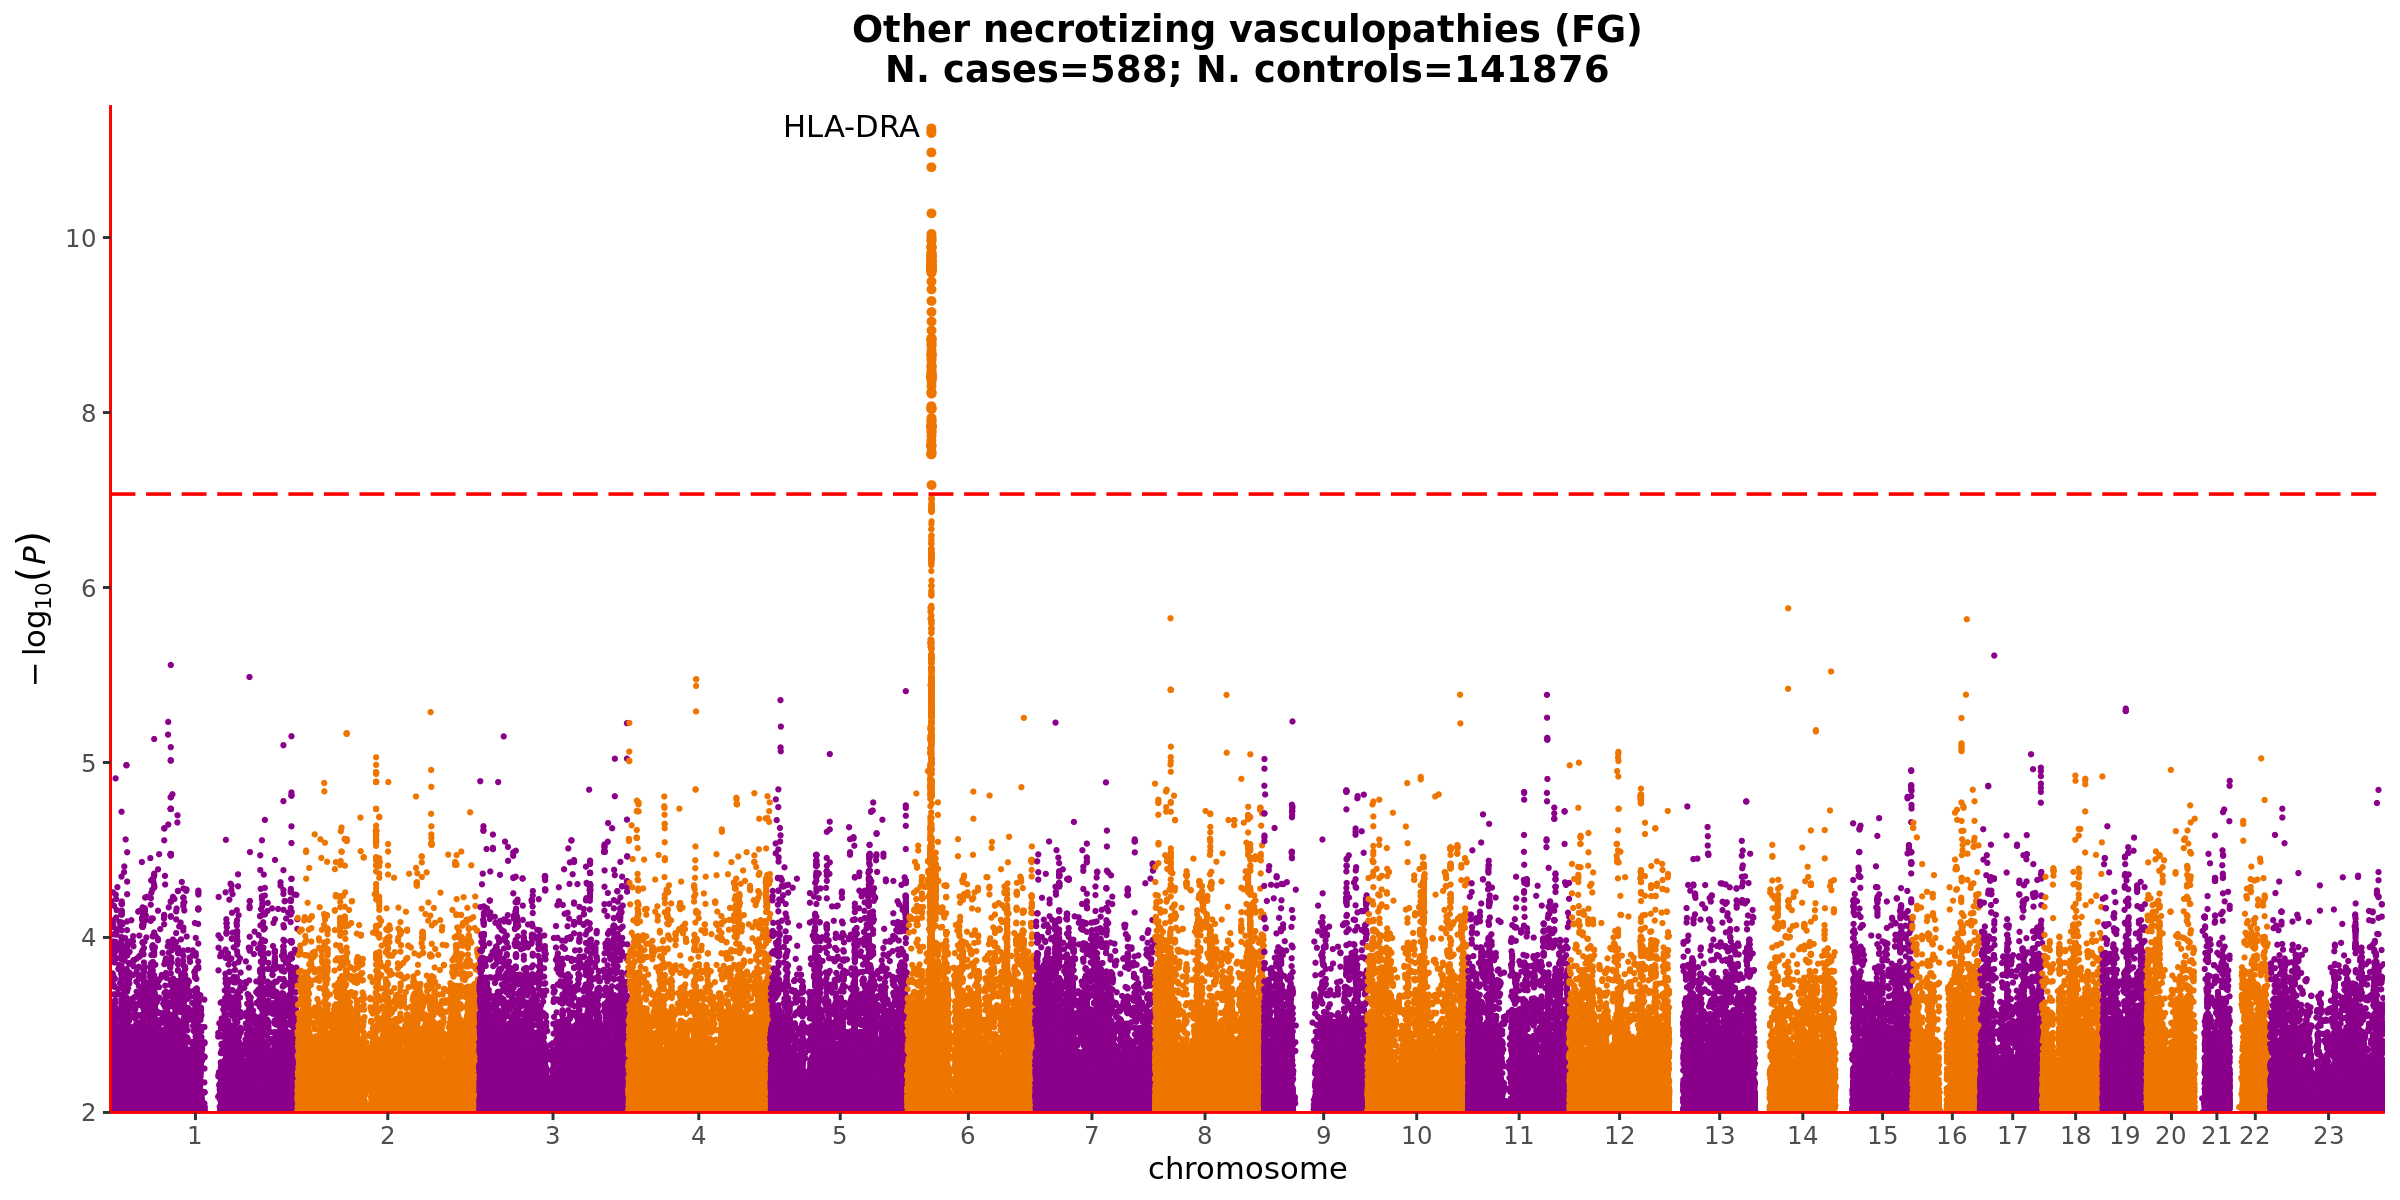 Other necrotizing vasculopathies (FG)
N. cases=588; N. controls=141876
HLA-DRA
10
8
6
5
4
2
−log10(P)
1 2 3 4 5 6 7 8 9 10 11 12 13 14 15 16 17 18 19 20 21 22 23
chromosome